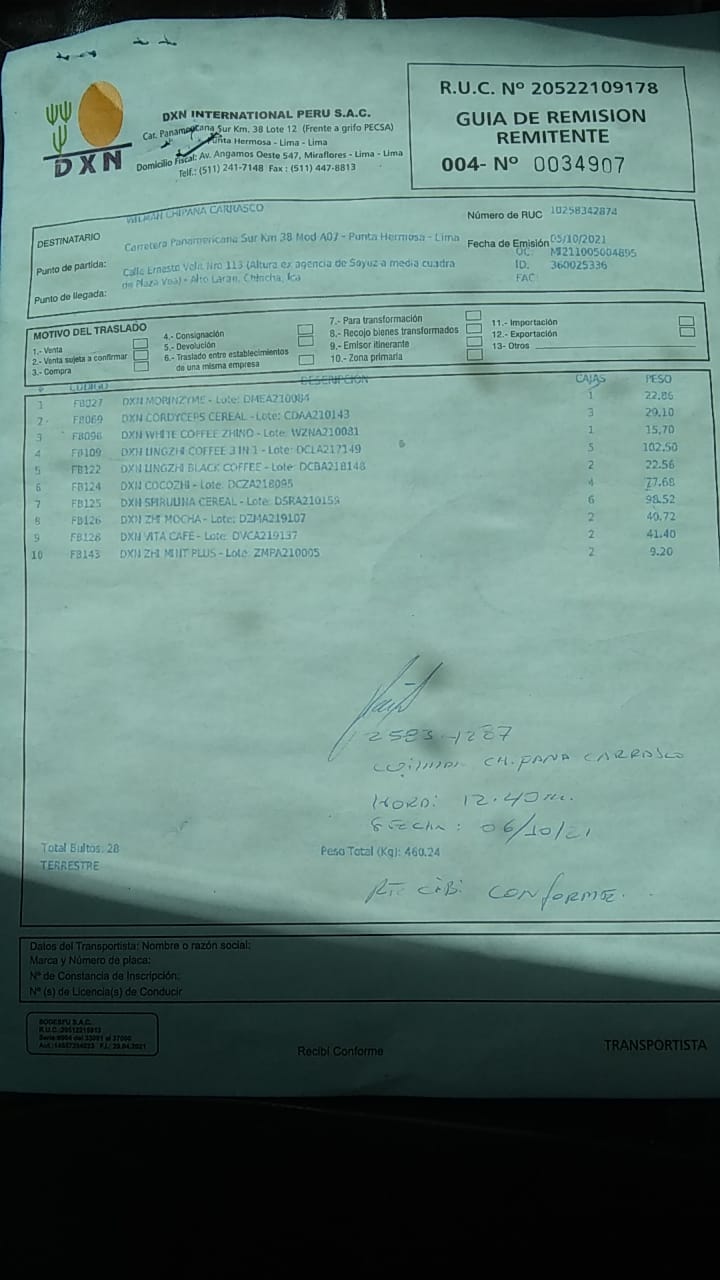 R.U.C. Nº 20522109178
GUIA DE REMISION
REMITENTE
004- Nº 0034907
DXN
DXN INTERNATIONAL PERU S.A.C.
Cat. Panamericana Sur Km. 38 Lote 12 (Frente a grifo PECSA)
Punta Hermosa - Lima - Lima
Domicilio Fiscal: Av. Angamos Oeste 547, Miraflores - Lima - Lima
Telf.: (511) 241-7148 Fax : (511) 447-8813
DESTINATARIO WILMAN CHIPANA CARRASCO
Número de RUC 10258342874
Punto de partida: Carretera Panamericana Sur Km 38 Mod A07 - Punta Hermosa - Lima
Fecha de Emisión 05/10/2021
OC: MI211005004895
Punto de llegada: Calle Ernesto Vela Nro 113 (Altura ex agencia de Soyuz a media cuadra
de Plaza Vea) - Alto Laran, Chincha, Ica
ID. 360025336
FAC:
MOTIVO DEL TRASLADO
1.- Venta
2.- Venta sujeta a confirmar
3.- Compra
4.- Consignación
5.- Devolución
6.- Traslado entre establecimientos
de una misma empresa
7.- Para transformación
8.- Recojo bienes transformados
9.- Emisor itinerante
10.- Zona primaria
11.- Importación
12.- Exportación
13- Otros
# CODIGO DESCRIPCIÓN CAJAS PESO
1 FB027 DXN MORINZYME - Lote: DMEA210084 1 22.86
2 FB069 DXN CORDYCEPS CEREAL - Lote: CDAA210143 3 29.10
3 FB096 DXN WHITE COFFEE ZHINO - Lote: WZNA210081 1 15.70
4 FB109 DXN LINGZHI COFFEE 3 IN 1 - Lote: DCLA217149 5 102.50
5 FB122 DXN LINGZHI BLACK COFFEE - Lote: DCBA218148 2 22.56
6 FB124 DXN COCOZHI - Lote: DCZA218095 4 77.68
7 FB125 DXN SPIRULINA CEREAL - Lote: DSRA210159 6 98.52
8 FB126 DXN ZHI MOCHA - Lote: DZMA219107 2 40.72
9 FB128 DXN VITA CAFE - Lote: DVCA219137 2 41.40
10 FB143 DXN ZHI MINT PLUS - Lote: ZMPA210005 2 9.20
WILMAN CHIPANA CARRASCO
HORA: 12.40
FECHA: 06/10/21
Total Bultos: 28
Peso Total (Kg): 460.24
TERRESTRE
RECIBI CONFORME.
Datos del Transportista: Nombre o razón social:
Marca y Número de placa:
Nº de Constancia de Inscripción:
Nº (s) de Licencia(s) de Conducir
Recibí Conforme
TRANSPORTISTA